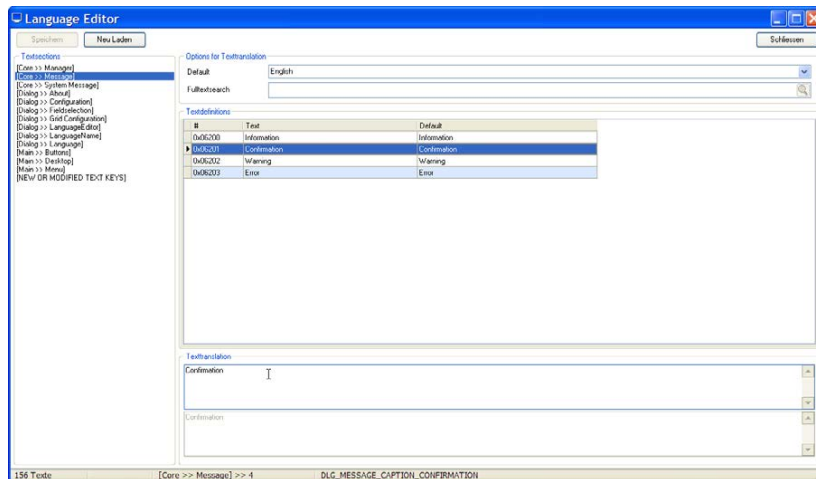 Language Editor
Speichern Neu Laden Schliessen
Textsections
[Core >> Manager]
[Core >> Message]
[Core >> System Message]
[Dialog >> About]
[Dialog >> Configuration]
[Dialog >> Fieldselection]
[Dialog >> Grid Configuration]
[Dialog >> LanguageEditor]
[Dialog >> LanguageName]
[Dialog >> Language]
[Main >> Buttons]
[Main >> Desktop]
[Main >> Menu]
[NEW OR MODIFIED TEXT KEYS]
Options for Texttranslation
Default English
Fulltextsearch
Textdefinitions
# Text Default
0x06200 Information Information
0x06201 Confirmation Confirmation
0x06202 Warning Warning
0x06203 Error Error
Texttranslation
Confirmation
Confirmation
156 Texte [Core >> Message] >> 4 DLG_MESSAGE_CAPTION_CONFIRMATION